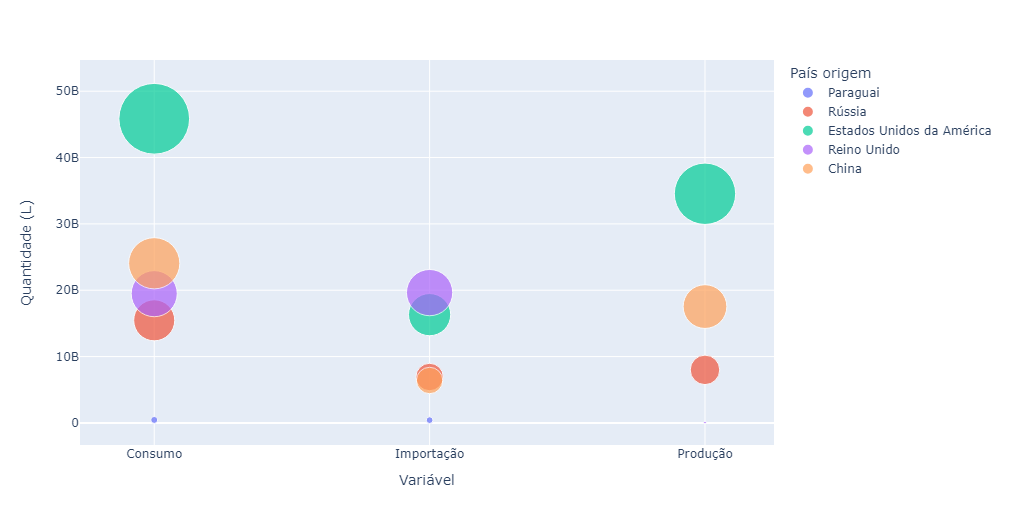 País origem
Paraguai
Rússia
Estados Unidos da América
Reino Unido
China
50B
40B
30B
20B
10B
0
Quantidade (L)
Consumo
Importação
Produção
Variável